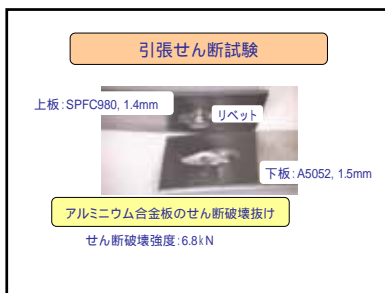 引張せん断試験
上板:SPFC980, 1.4mm
リベット
下板:A5052, 1.5mm
アルミニウム合金板のせん断破壊抜け
せん断破壊強度:6.8kN